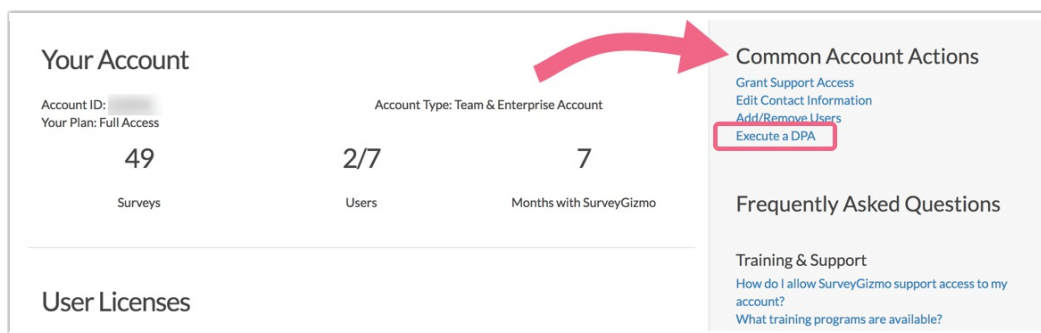 Your Account
Account ID:
Your Plan: Full Access
Account Type: Team & Enterprise Account
49
2/7
7
Surveys
Users
Months with SurveyGizmo
User Licenses
Common Account Actions
Grant Support Access
Edit Contact Information
Add/Remove Users
Execute a DPA
Frequently Asked Questions
Training & Support
How do I allow SurveyGizmo support access to my
account?
What training programs are available?